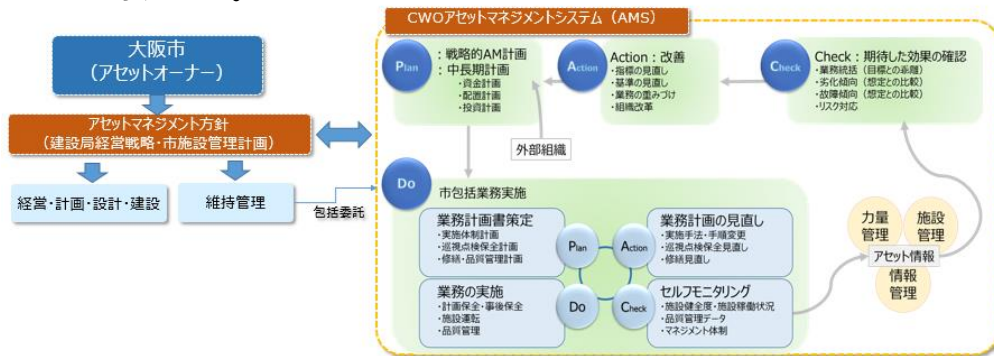 CWOアセットマネジメントシステム（AMS）
大阪市
（アセットオーナー）
アセットマネジメント方針
（建設局経営戦略・市施設管理計画）
経営・計画・設計・建設
維持管理
包括委託
Plan
：戦略的AM計画
：中長期計画
・資金計画
・配置計画
・投資計画
Action
Action：改善
・指標の見直し
・基準の見直し
・業務の重みづけ
・組織改革
Check
Check：期待した効果の確認
・業務統括（目標との乖離）
・劣化傾向（想定との比較）
・故障傾向（想定との比較）
・リスク対応
外部組織
Do
市包括業務実施
業務計画書策定
・実施体制計画
・巡視点検保全計画
・修繕・品質管理計画
Plan
Action
業務計画の見直し
・実施手法・手順変更
・巡視点検保全見直し
・修繕見直し
業務の実施
・計画保全・事後保全
・施設運転
・品質管理
Do
Check
セルフモニタリング
・施設健全度・施設稼働状況
・品質管理データ
・マネジメント体制
力量
管理
施設
管理
アセット情報
情報
管理